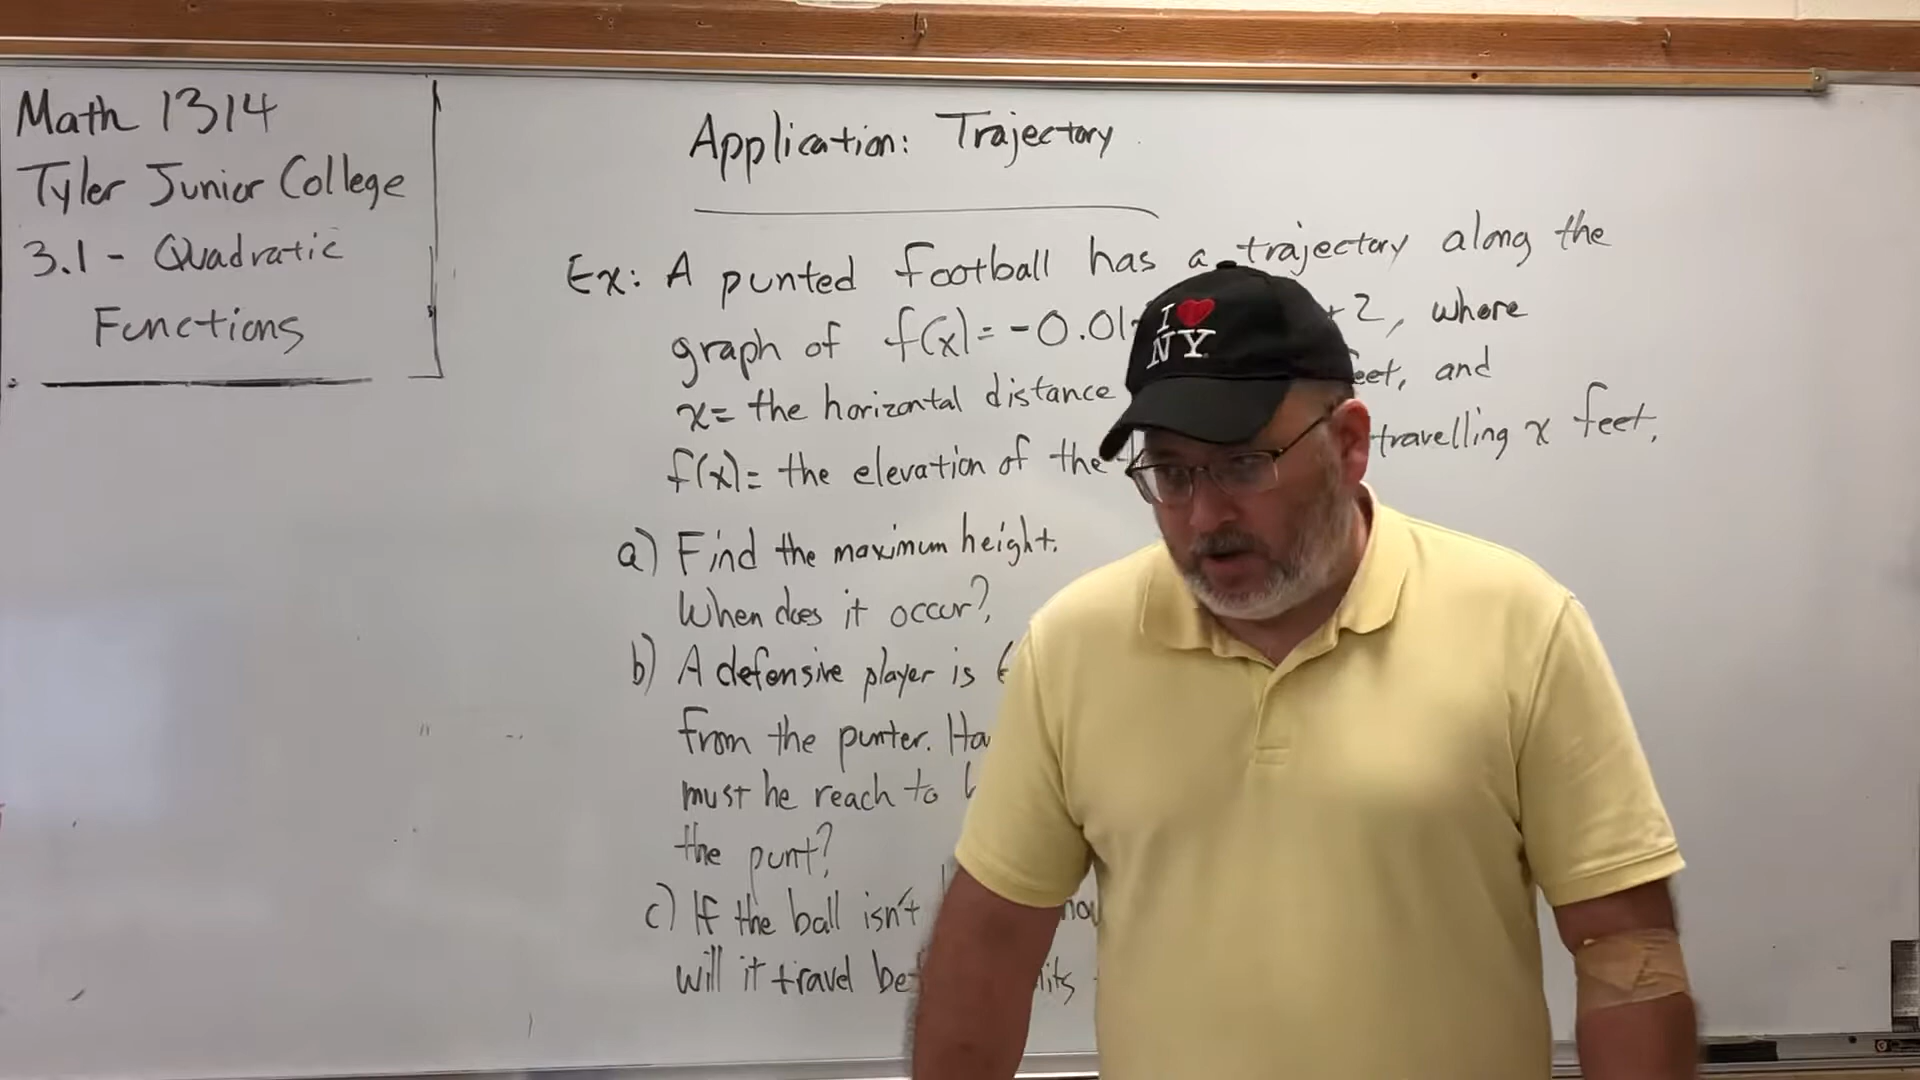 Math 1314
Tyler Junior College
3.1 - Quadratic
Functions
Application: Trajectory
Ex: A punted football has a trajectory along the
graph of f(x) = -0.01 +2, where
x = the horizontal distance feet, and
f(x) = the elevation of the travelling x feet.
a) Find the maximum height.
When does it occur?
b) A defensive player is
from the punter.
must he reach to
the punt?
c) If the ball isn't
will it travel
I ♥ NY